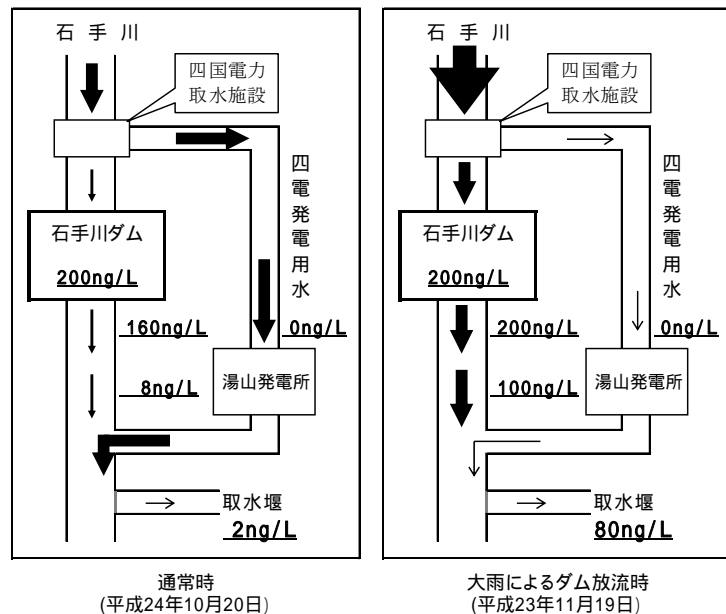 石 手 川
四国電力
取水施設
四電発電用水
石手川ダム
200ng/L
160ng/L
0ng/L
8ng/L
湯山発電所
取水堰
2ng/L
通常時
(平成24年10月20日)
石 手 川
四国電力
取水施設
四電発電用水
石手川ダム
200ng/L
200ng/L
0ng/L
100ng/L
湯山発電所
取水堰
80ng/L
大雨によるダム放流時
(平成23年11月19日)